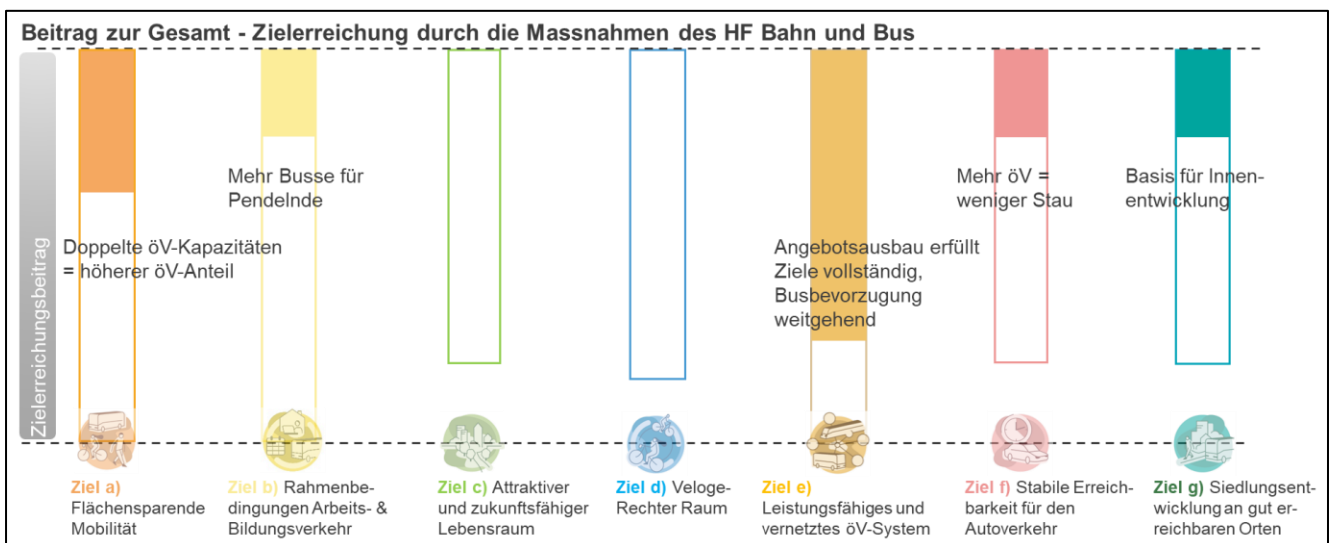 Beitrag zur Gesamt - Zielerreichung durch die Massnahmen des HF Bahn und Bus
Zielerreichungsbeitrag
Doppelte öV-Kapazitäten
= höherer öV-Anteil
Mehr Busse für
Pendelnde
Angebotsausbau erfüllt
Ziele vollständig,
Busbevorzugung
weitgehend
Mehr öV =
weniger Stau
Basis für Innen-
entwicklung
Ziel a)
Flächensparende
Mobilität
Ziel b) Rahmenbe-
dingungen Arbeits- &
Bildungsverkehr
Ziel c) Attraktiver
und zukunftsfähiger
Lebensraum
Ziel d) Veloge-
Rechter Raum
Ziel e)
Leistungsfähiges und
vernetztes öV-System
Ziel f) Stabile Erreich-
barkeit für den
Autoverkehr
Ziel g) Siedlungsent-
wicklung an gut er-
reichbaren Orten